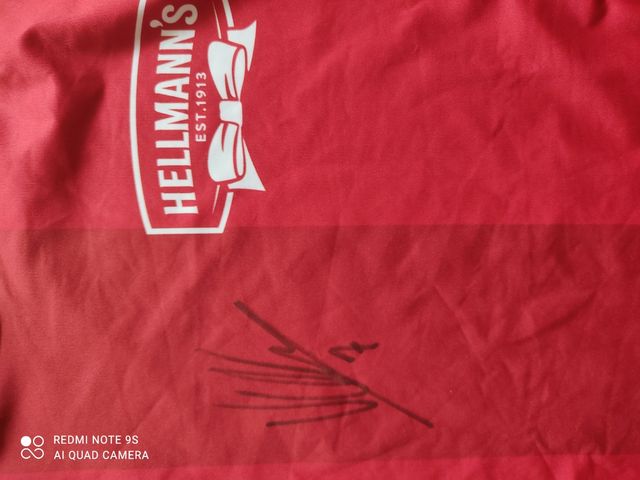 HELLMANN'S
EST.1913
REDMI NOTE 9S
AI QUAD CAMERA